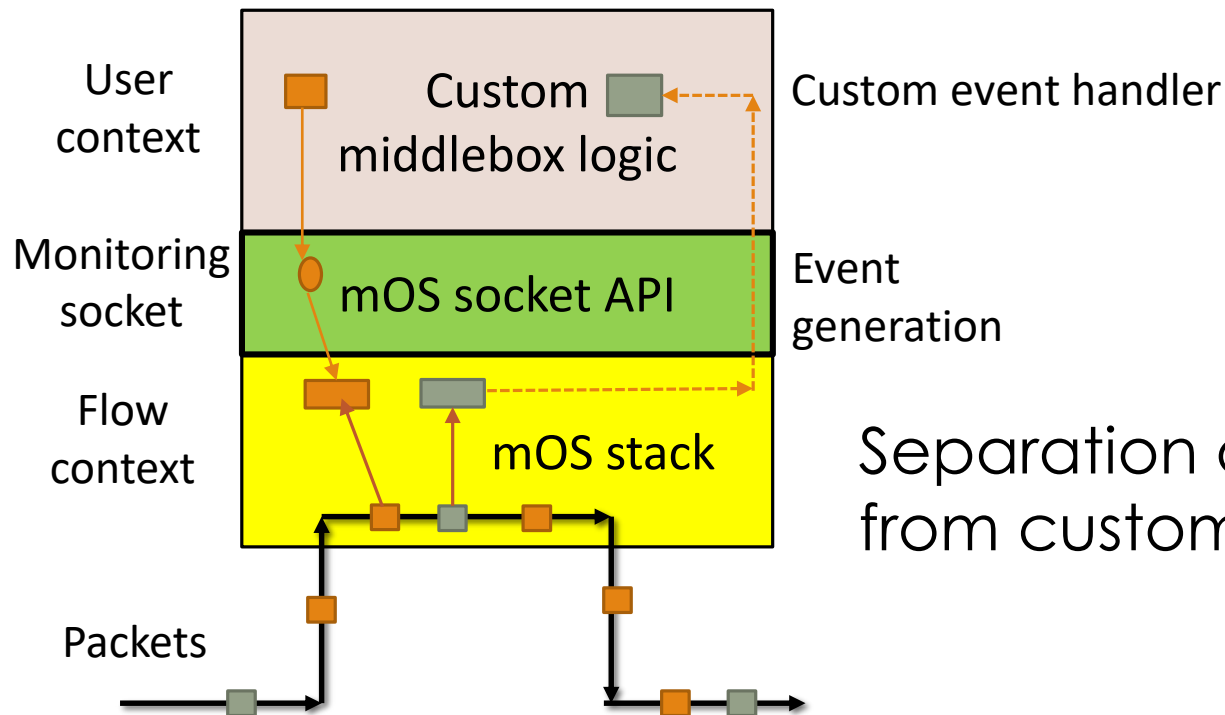 User
context
Custom
middlebox logic
Custom event handler
Monitoring
socket
mOS socket API
Event
generation
Flow
context
mOS stack
Separation
from custom
Packets